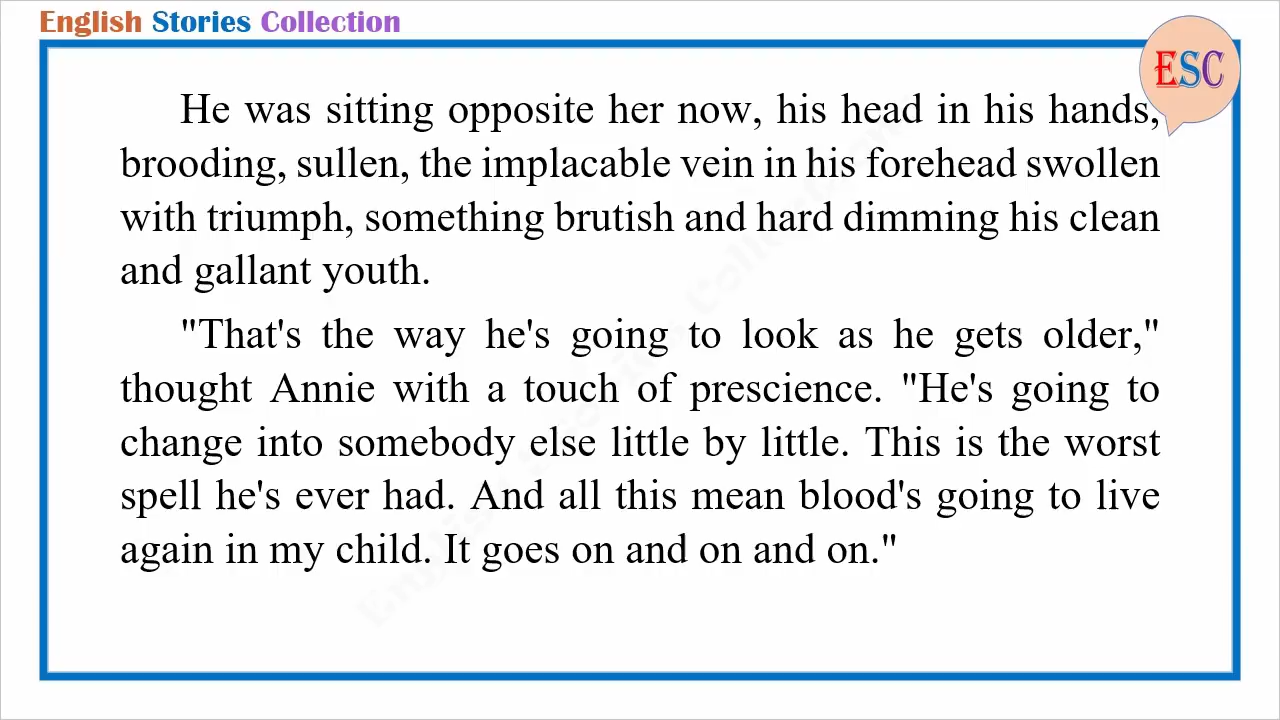 English Stories Collection
ESC
He was sitting opposite her now, his head in his hands,
brooding, sullen, the implacable vein in his forehead swollen
with triumph, something brutish and hard dimming his clean
and gallant youth.
"That's the way he's going to look as he gets older,"
thought Annie with a touch of prescience. "He's going to
change into somebody else little by little. This is the worst
spell he's ever had. And all this mean blood's going to live
again in my child. It goes on and on and on."
English Stories Collection